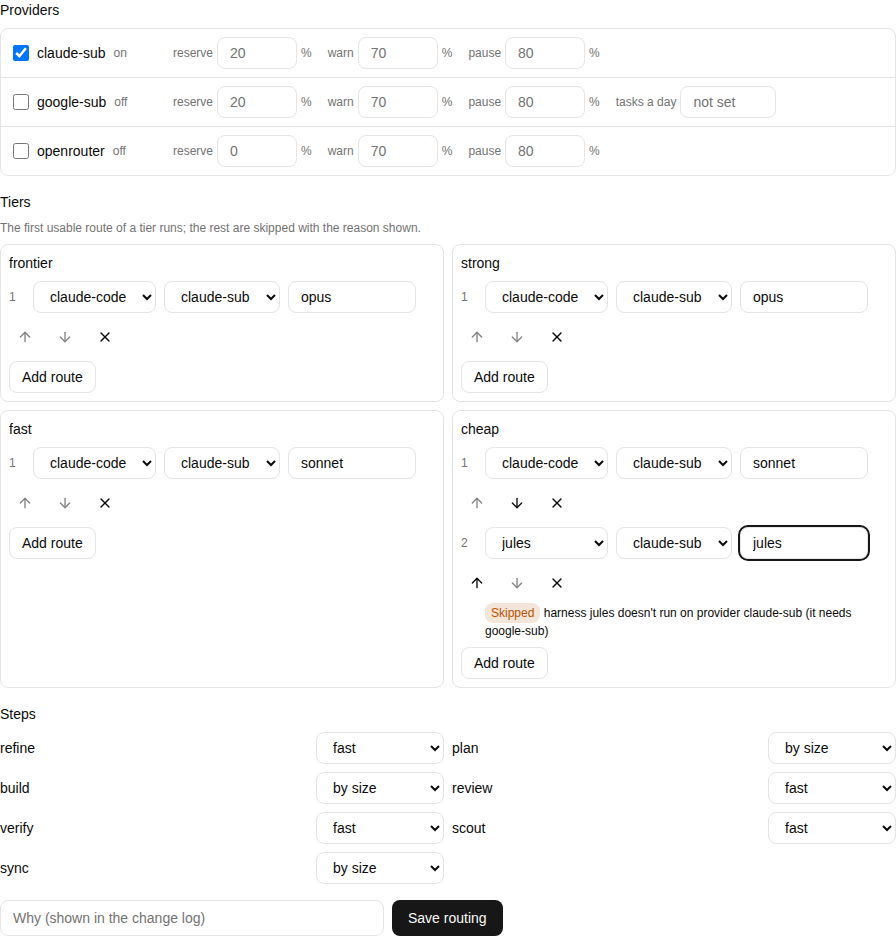 Providers
claude-sub on reserve 20 % warn 70 % pause 80 %
google-sub off reserve 20 % warn 70 % pause 80 % tasks a day not set
openrouter off reserve 0 % warn 70 % pause 80 %
Tiers
The first usable route of a tier runs; the rest are skipped with the reason shown.
frontier
1 claude-code claude-sub opus
Add route
strong
1 claude-code claude-sub opus
Add route
fast
1 claude-code claude-sub sonnet
Add route
cheap
1 claude-code claude-sub sonnet
2 jules claude-sub jules
Skipped harness jules doesn't run on provider claude-sub (it needs
google-sub)
Add route
Steps
refine fast plan by size
build by size review fast
verify fast scout fast
sync by size
Why (shown in the change log) Save routing